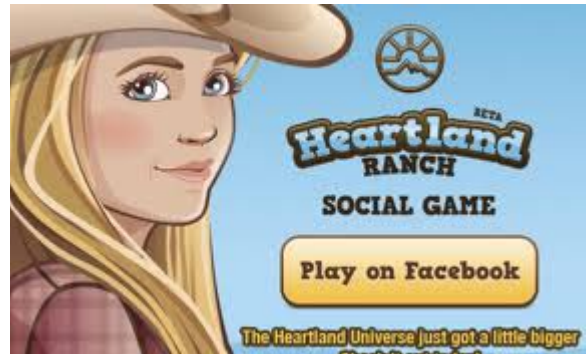 BETA
Heartland
RANCH
SOCIAL GAME
Play on Facebook
The Heartland Universe just got a little bigger